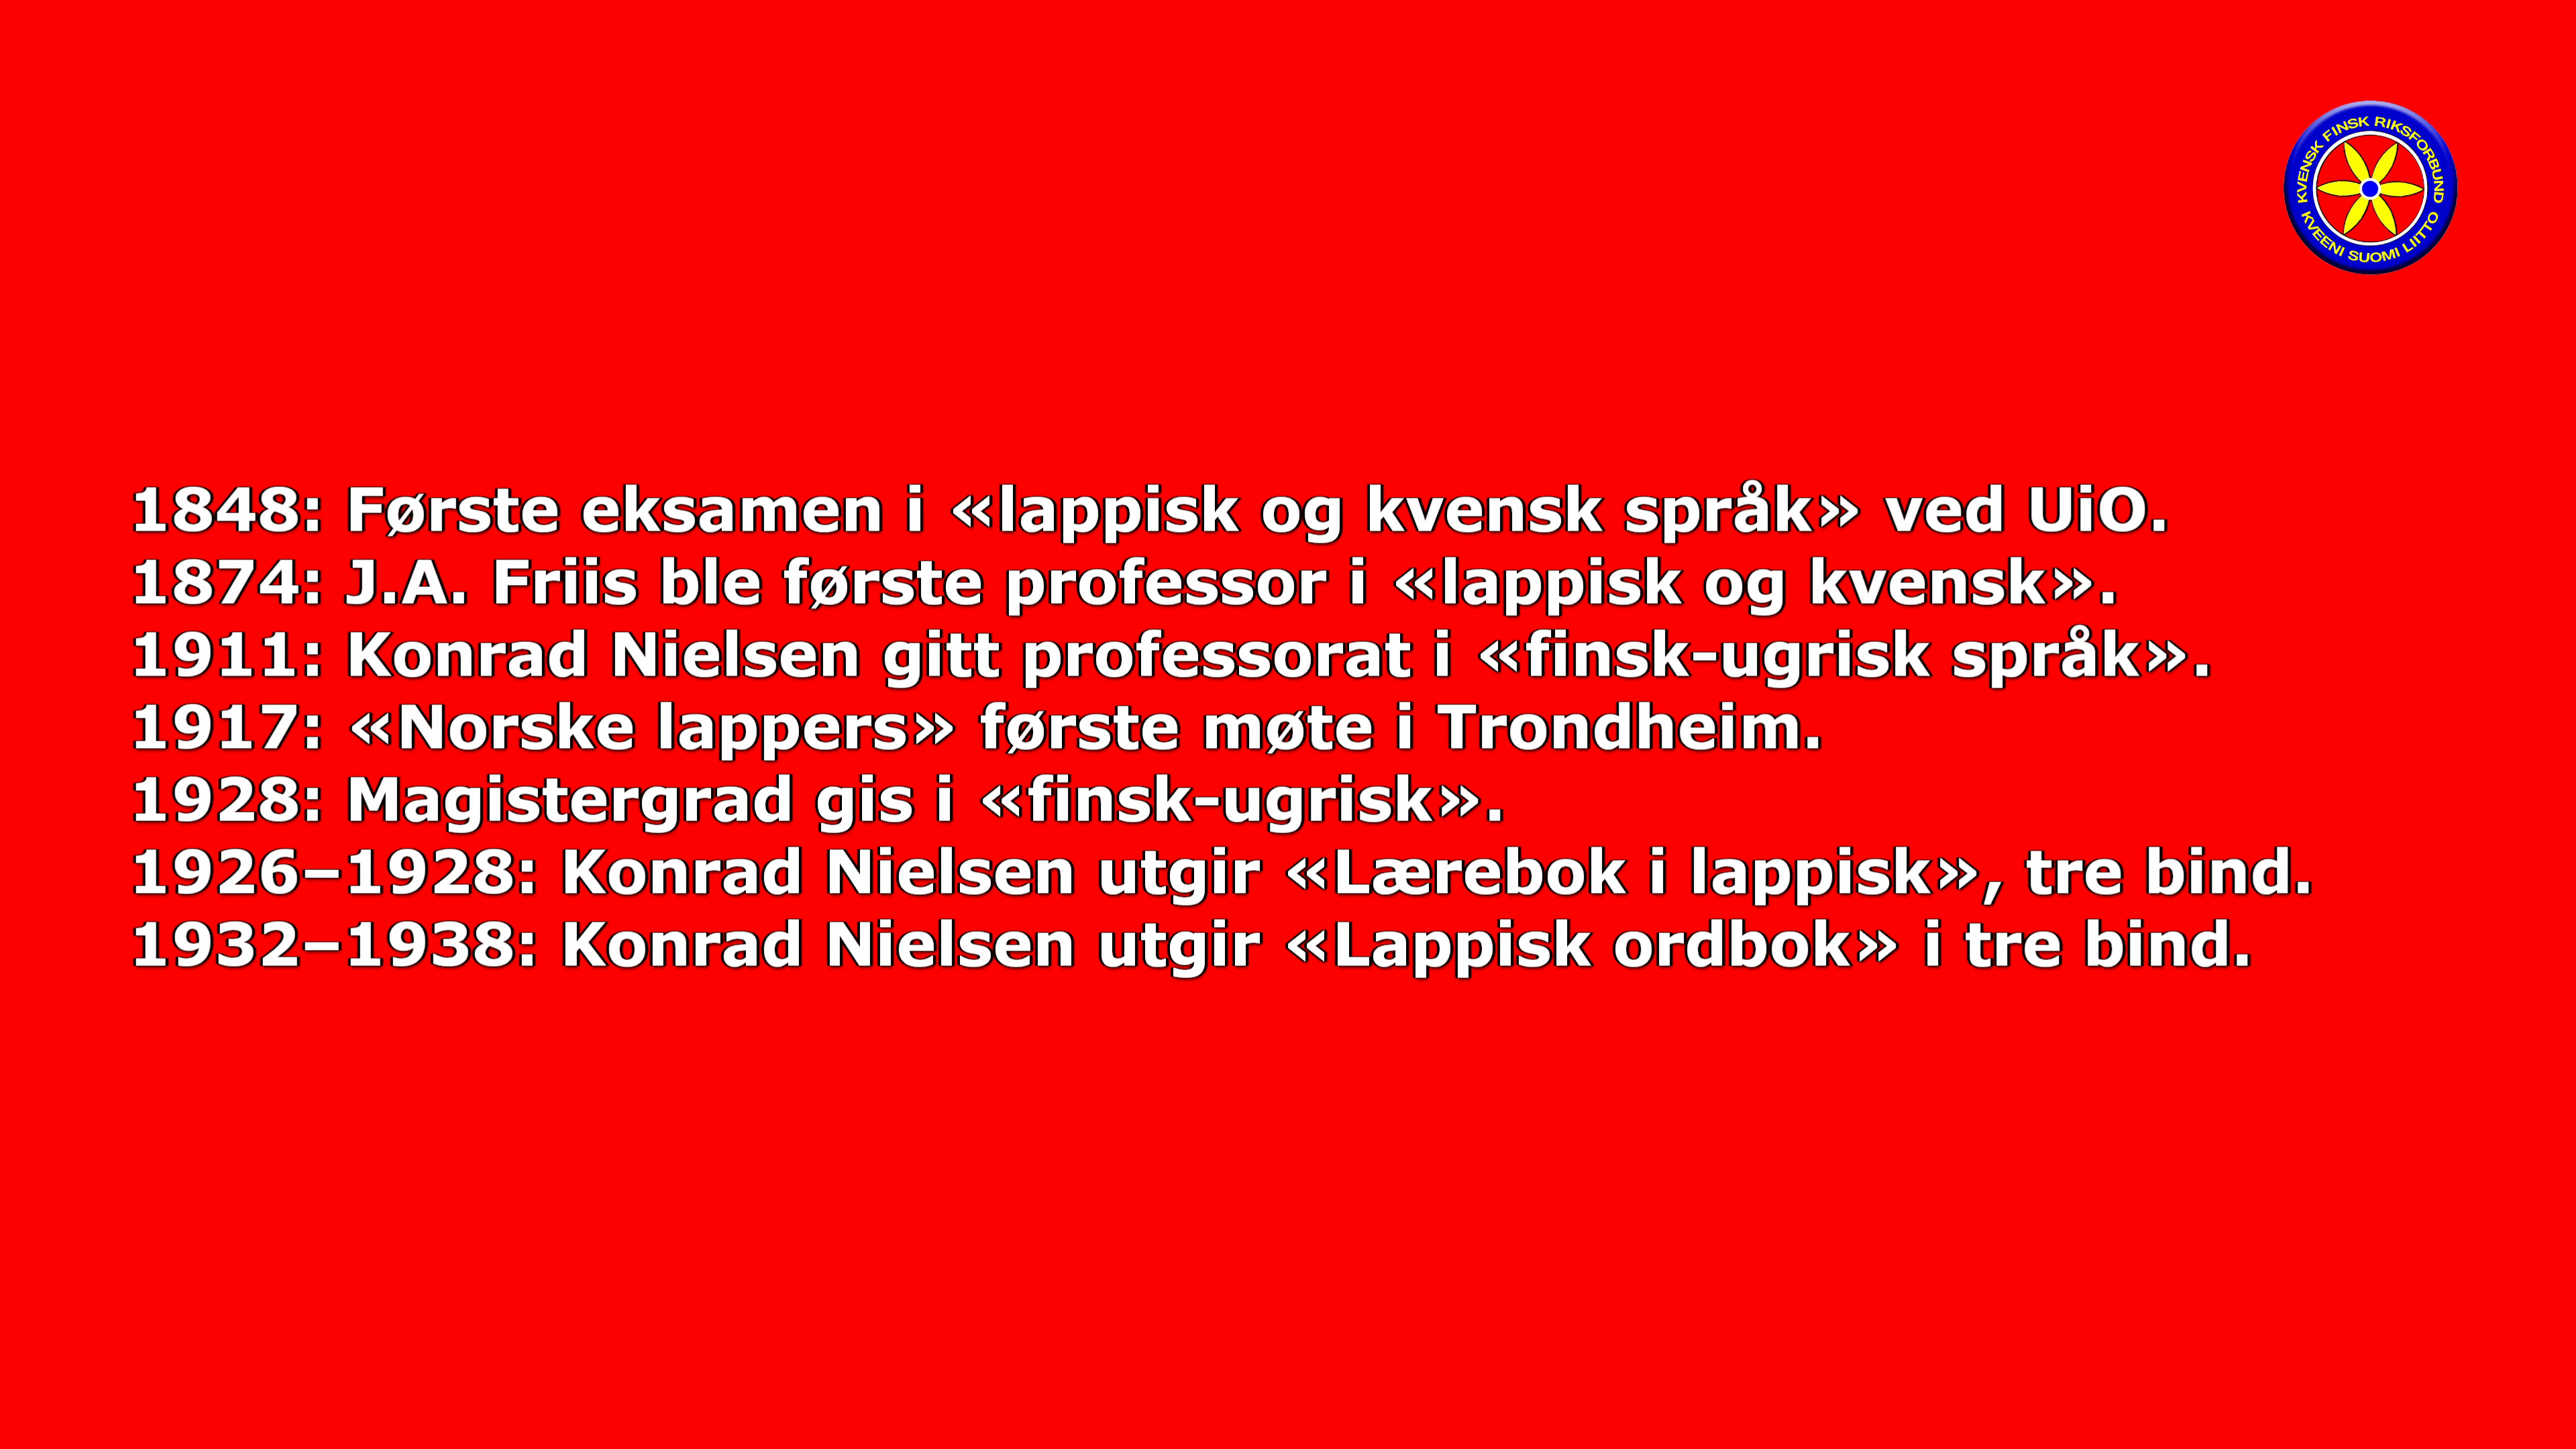 KVENSK FINSK RIKSFORBUND
KVEENI SUOMI LIITTO
1848: Første eksamen i «lappisk og kvensk språk» ved UiO.
1874: J.A. Friis ble første professor i «lappisk og kvensk».
1911: Konrad Nielsen gitt professorat i «finsk-ugrisk språk».
1917: «Norske lappers» første møte i Trondheim.
1928: Magistergrad gis i «finsk-ugrisk».
1926–1928: Konrad Nielsen utgir «Lærebok i lappisk», tre bind.
1932–1938: Konrad Nielsen utgir «Lappisk ordbok» i tre bind.